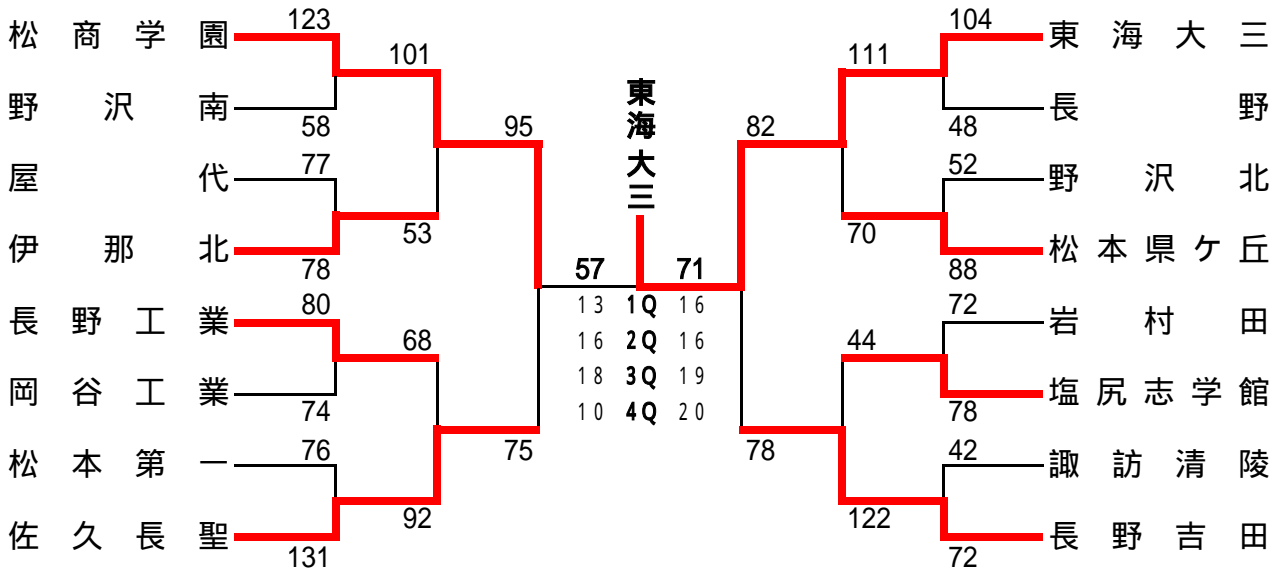 123
104
松商学園
東海大三
101
111
東海大三
野沢南
長野
58
95
82
48
77
52
屋代
野沢北
53
70
伊那北
松本県ケ丘
78
88
57 71
80
13 1Q 16
72
長野工業
岩村田
68
16 2Q 16
44
18 3Q 19
岡谷工業
塩尻志学館
74
10 4Q 20
78
76
75
78
42
松本第一
諏訪清陵
92
122
佐久長聖
長野吉田
131
72